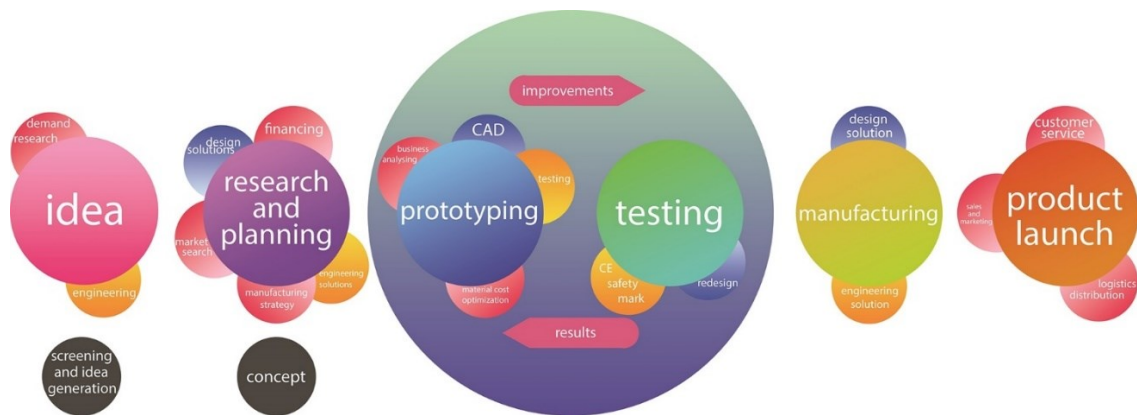 demand
research
idea
engineering
screening
and idea
generation
design
solutions
financing
research
and
planning
market
search
manufacturing
strategy
engineering
solutions
concept
improvements
business
analysing
CAD
testing
prototyping
material cost
optimization
testing
CE
safety
mark
redesign
results
design
solution
manufacturing
engineering
solution
customer
service
sales
and
marketing
product
launch
logistics
distribution